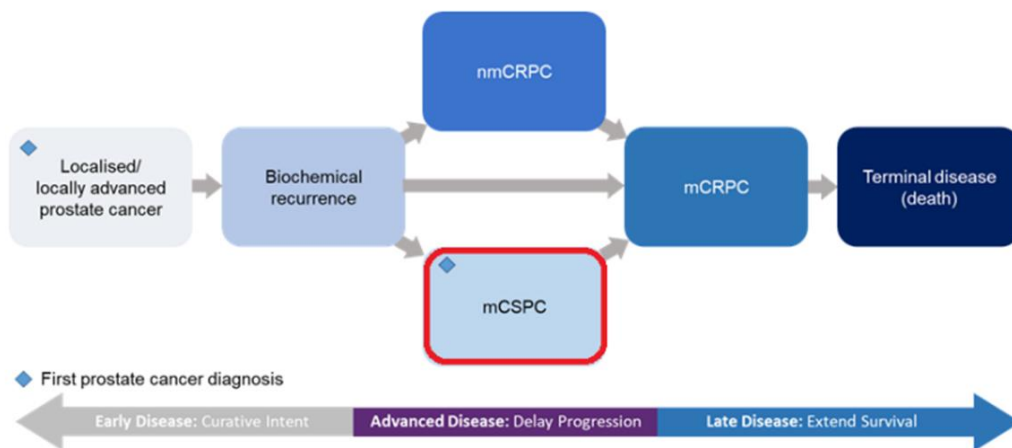 nmCRPC
Localised/
locally advanced
prostate cancer
Biochemical
recurrence
mCRPC
Terminal disease
(death)
mCSPC
First prostate cancer diagnosis
Early Disease: Curative Intent
Advanced Disease: Delay Progression
Late Disease: Extend Survival